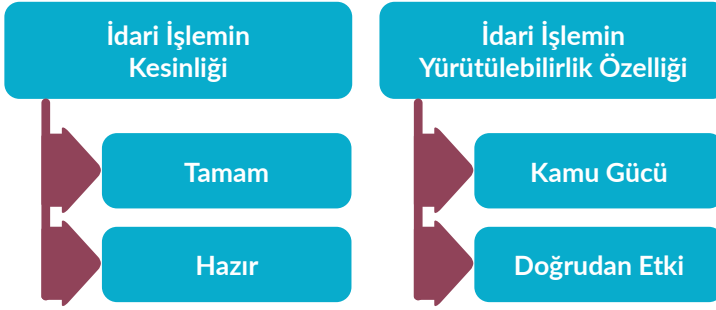 İdari İşlemin
Kesinliği
Tamam
Hazır
İdari İşlemin
Yürütülebilirlik Özelliği
Kamu Gücü
Doğrudan Etki